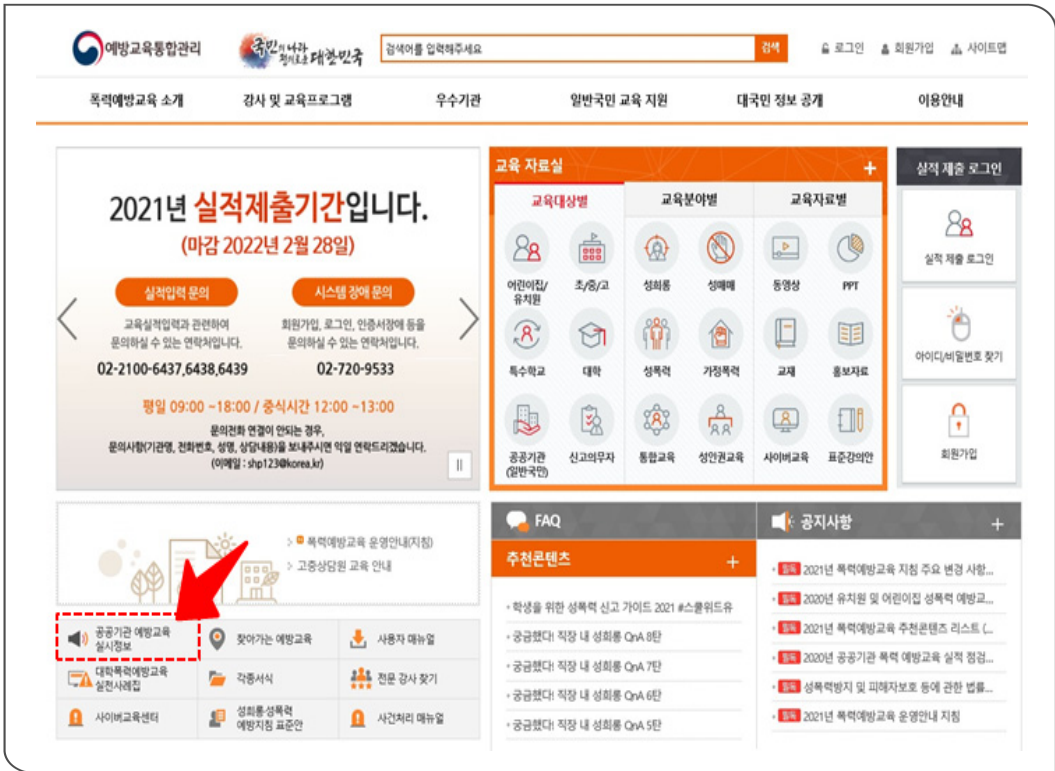 예방교육통합관리
국민의 나라
정의로운 대한민국
검색어를 입력해주세요
검색
로그인
회원가입
사이트맵
폭력예방교육 소개
강사 및 교육프로그램
우수기관
일반국민 교육 지원
대국민 정보 공개
이용안내
2021년 실적제출기간입니다.
(마감 2022년 2월 28일)
실적입력 문의
시스템 장애 문의
교육실적입력과 관련하여
문의하실 수 있는 연락처입니다.
회원가입, 로그인, 인증서장애 등을
문의하실 수 있는 연락처입니다.
02-2100-6437,6438,6439
02-720-9533
평일 09:00 ~18:00 / 중식시간 12:00 ~13:00
문의전화 연결이 안되는 경우,
문의사항(기관명, 전화번호, 성명, 상담내용)을 보내주시면 익일 연락드리겠습니다.
(이메일 : shp123@korea.kr)
교육 자료실
교육대상별
교육분야별
교육자료별
어린이집/
유치원
초/중/고
성희롱
성매매
동영상
PPT
특수학교
대학
성폭력
가정폭력
교재
홍보자료
공공기관
(일반국민)
신고의무자
통합교육
성인권교육
사이버교육
표준강의안
실적 제출 로그인
실적 제출 로그인
아이디/비밀번호 찾기
회원가입
> 폭력예방교육 운영안내(지침)
> 고충상담원 교육 안내
공공기관 예방교육
실시정보
찾아가는 예방교육
사용자 매뉴얼
대학폭력예방교육
실전사례집
각종서식
전문 강사 찾기
사이버교육센터
성희롱·성폭력
예방지침 표준안
사건처리 매뉴얼
FAQ
추천콘텐츠
· 학생을 위한 성폭력 신고 가이드 2021 #스쿨위드유
· 궁금했다! 직장 내 성희롱 QnA 8탄
· 궁금했다! 직장 내 성희롱 QnA 7탄
· 궁금했다! 직장 내 성희롱 QnA 6탄
· 궁금했다! 직장 내 성희롱 QnA 5탄
공지사항
· 필독 2021년 폭력예방교육 지침 주요 변경 사항...
· 필독 2020년 유치원 및 어린이집 성폭력 예방교...
· 필독 2021년 폭력예방교육 추천콘텐츠 리스트 (...
· 필독 2020년 공공기관 폭력 예방교육 실적 점검...
· 필독 성폭력방지 및 피해자보호 등에 관한 법률...
· 필독 2021년 폭력예방교육 운영안내 지침